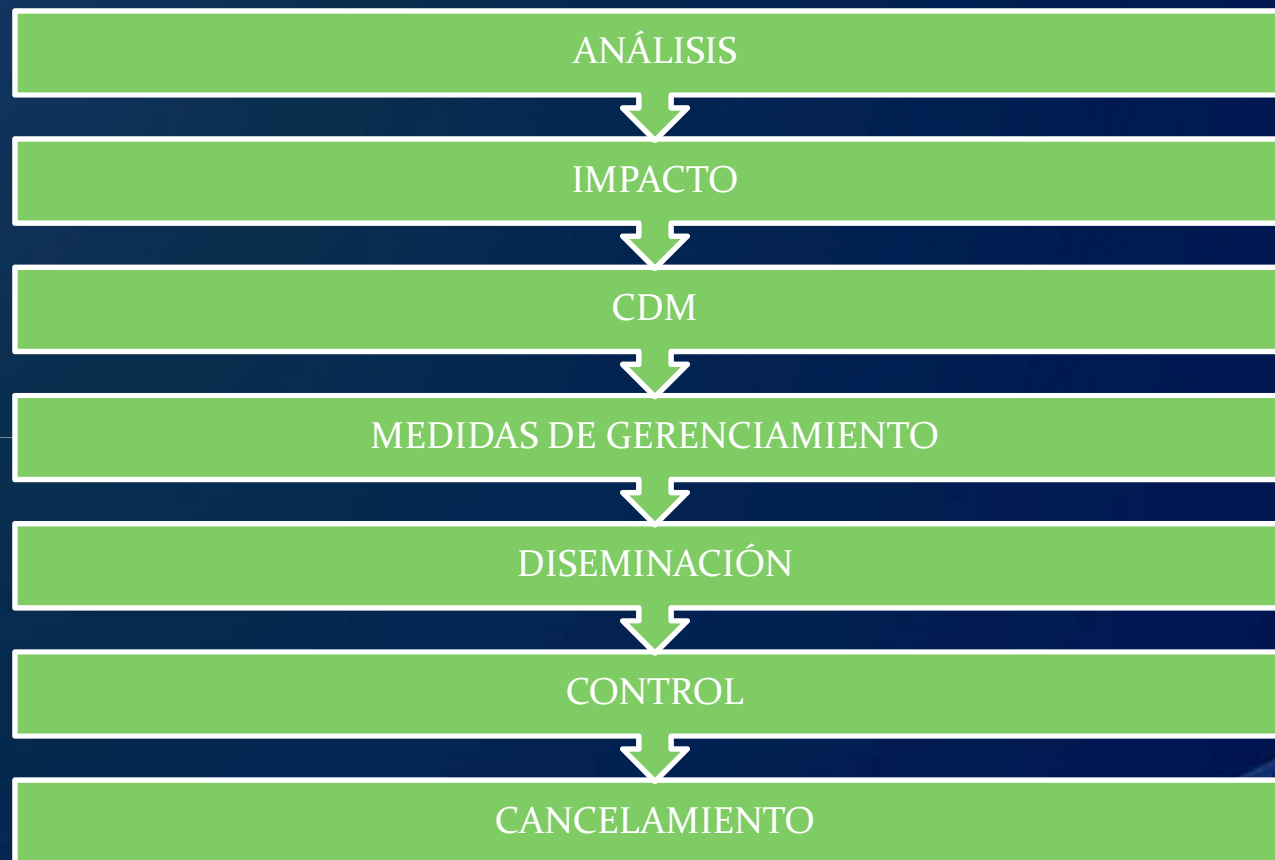 ANÁLISIS
IMPACTO
CDM
MEDIDAS DE GERENCIAMIENTO
DISEMINACIÓN
CONTROL
CANCELAMIENTO